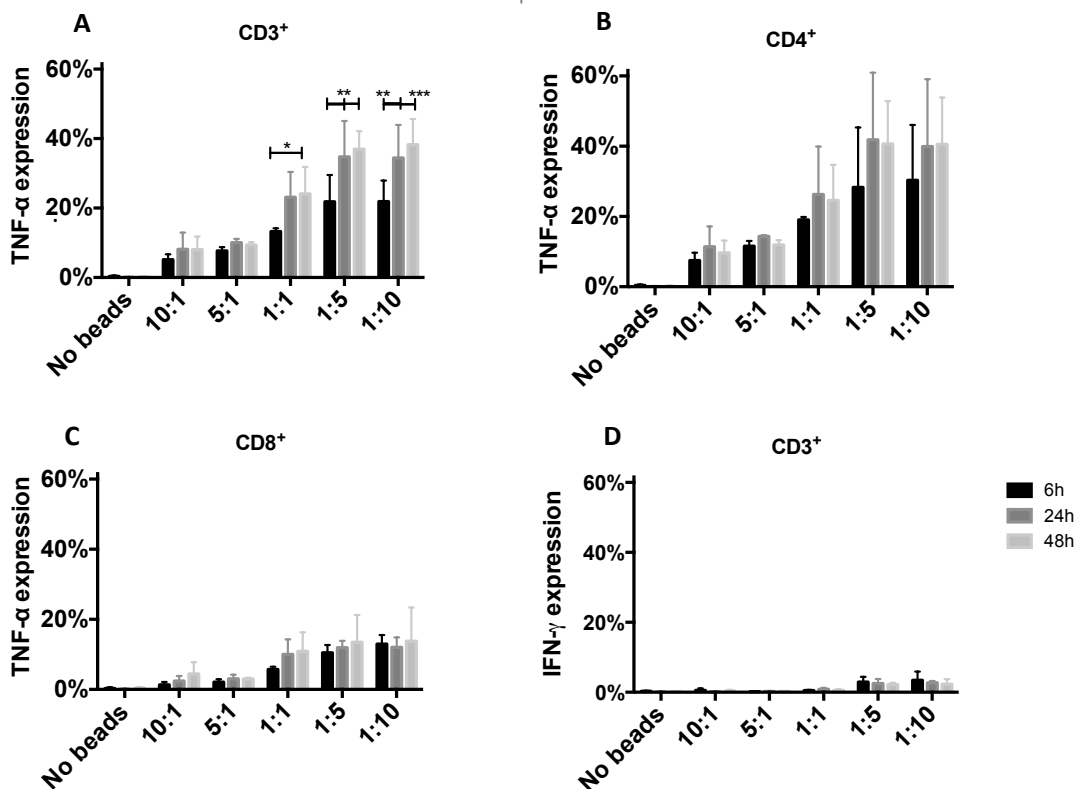 A
CD3+
TNF-α expression
60%
40%
20%
0%
*
**
**
***
No beads
10:1
5:1
1:1
1:5
1:10
B
CD4+
TNF-α expression
60%
40%
20%
0%
No beads
10:1
5:1
1:1
1:5
1:10
C
CD8+
TNF-α expression
60%
40%
20%
0%
No beads
10:1
5:1
1:1
1:5
1:10
D
CD3+
IFN-γ expression
60%
40%
20%
0%
No beads
10:1
5:1
1:1
1:5
1:10
6h
24h
48h